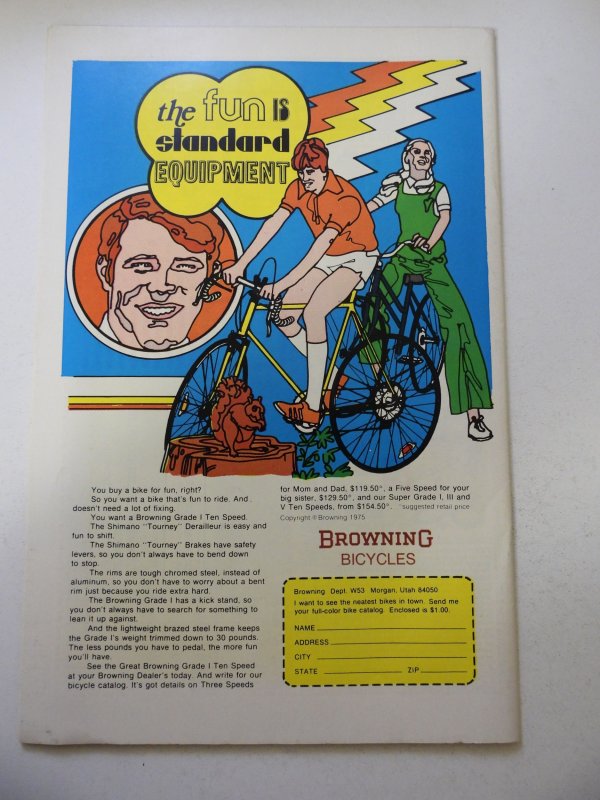 the fun IS
standard
EQUIPMENT
You buy a bike for fun, right?
So you want a bike that's fun to ride. And
doesn't need a lot of fixing.
You want a Browning Grade I Ten Speed.
The Shimano "Tourney" Derailleur is easy and
fun to shift.
The Shimano "Tourney" Brakes have safety
levers, so you don't always have to bend down
to stop.
The rims are tough chromed steel, instead of
aluminum, so you don't have to worry about a bent
rim just because you ride extra hard.
The Browning Grade I has a kick stand, so
you don't always have to search for something to
lean it up against.
And the lightweight brazed steel frame keeps
the Grade I's weight trimmed down to 30 pounds.
The less pounds you have to pedal, the more fun
you'll have.
See the Great Browning Grade I Ten Speed
at your Browning Dealer's today. And write for our
bicycle catalog. It's got details on Three Speeds
for Mom and Dad, $119.50*, a Five Speed for your
big sister, $129.50*, and our Super Grade I, III and
V Ten Speeds, from $154.50*. *suggested retail price
Copyright © Browning 1975
BROWNING
BICYCLES
Browning Dept. W53 Morgan, Utah 84050
I want to see the neatest bikes in town. Send me
your full-color bike catalog. Enclosed is $1.00.
NAME
ADDRESS
CITY
STATE ZIP